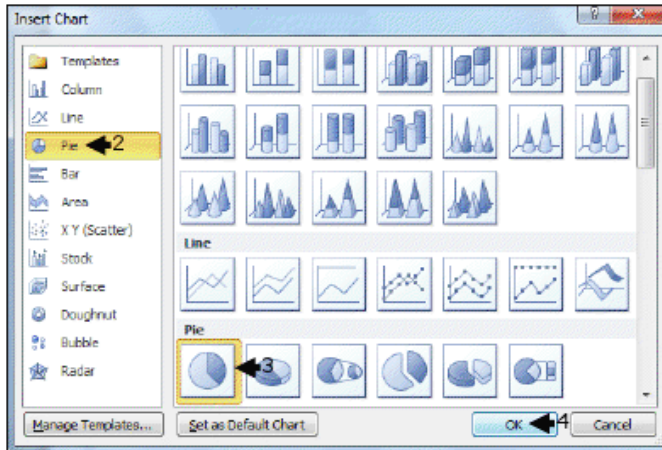 Insert Chart
Templates
Column
Line
Pie 2
Bar
Area
X Y (Scatter)
Stock
Surface
Doughnut
Bubble
Radar
Line
Pie
3
Manage Templates...
Set as Default Chart
OK 4
Cancel